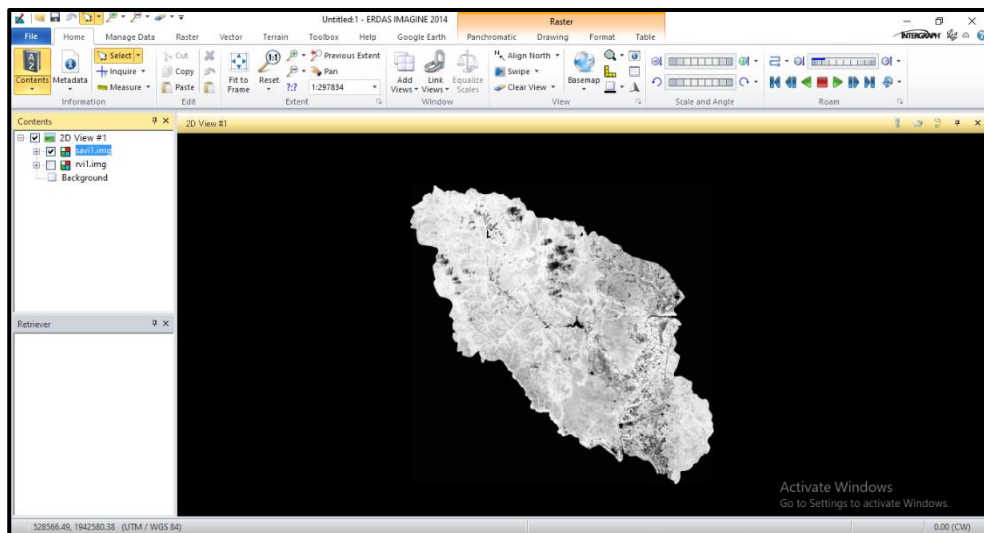 Untitled:1 - ERDAS IMAGINE 2014
Raster
File Home Manage Data Raster Vector Terrain Toolbox Help Google Earth Panchromatic Drawing Format Table
INTERGRAPH
Contents
Metadata
Select
Inquire
Measure
Information
Cut
Copy
Paste
Edit
Fit to Frame
Reset
1:1
?:?
Previous Extent
Pan
1:297834
Extent
Add Views
Link Views
Equalize Scales
Window
Align North
Swipe
Clear View
Basemap
View
Scale and Angle
Roam
Contents
2D View #1
savi1.img
rvi1.img
Background
Retriever
2D View #1
Activate Windows
Go to Settings to activate Windows.
528566.49, 1942580.38 (UTM / WGS 84)
0.00 (CW)